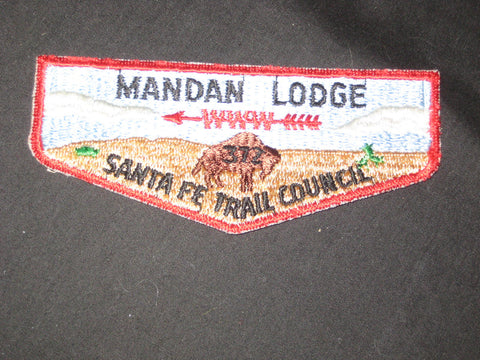 MANDAN LODGE
WWW
372
SANTA FE TRAIL COUNCIL